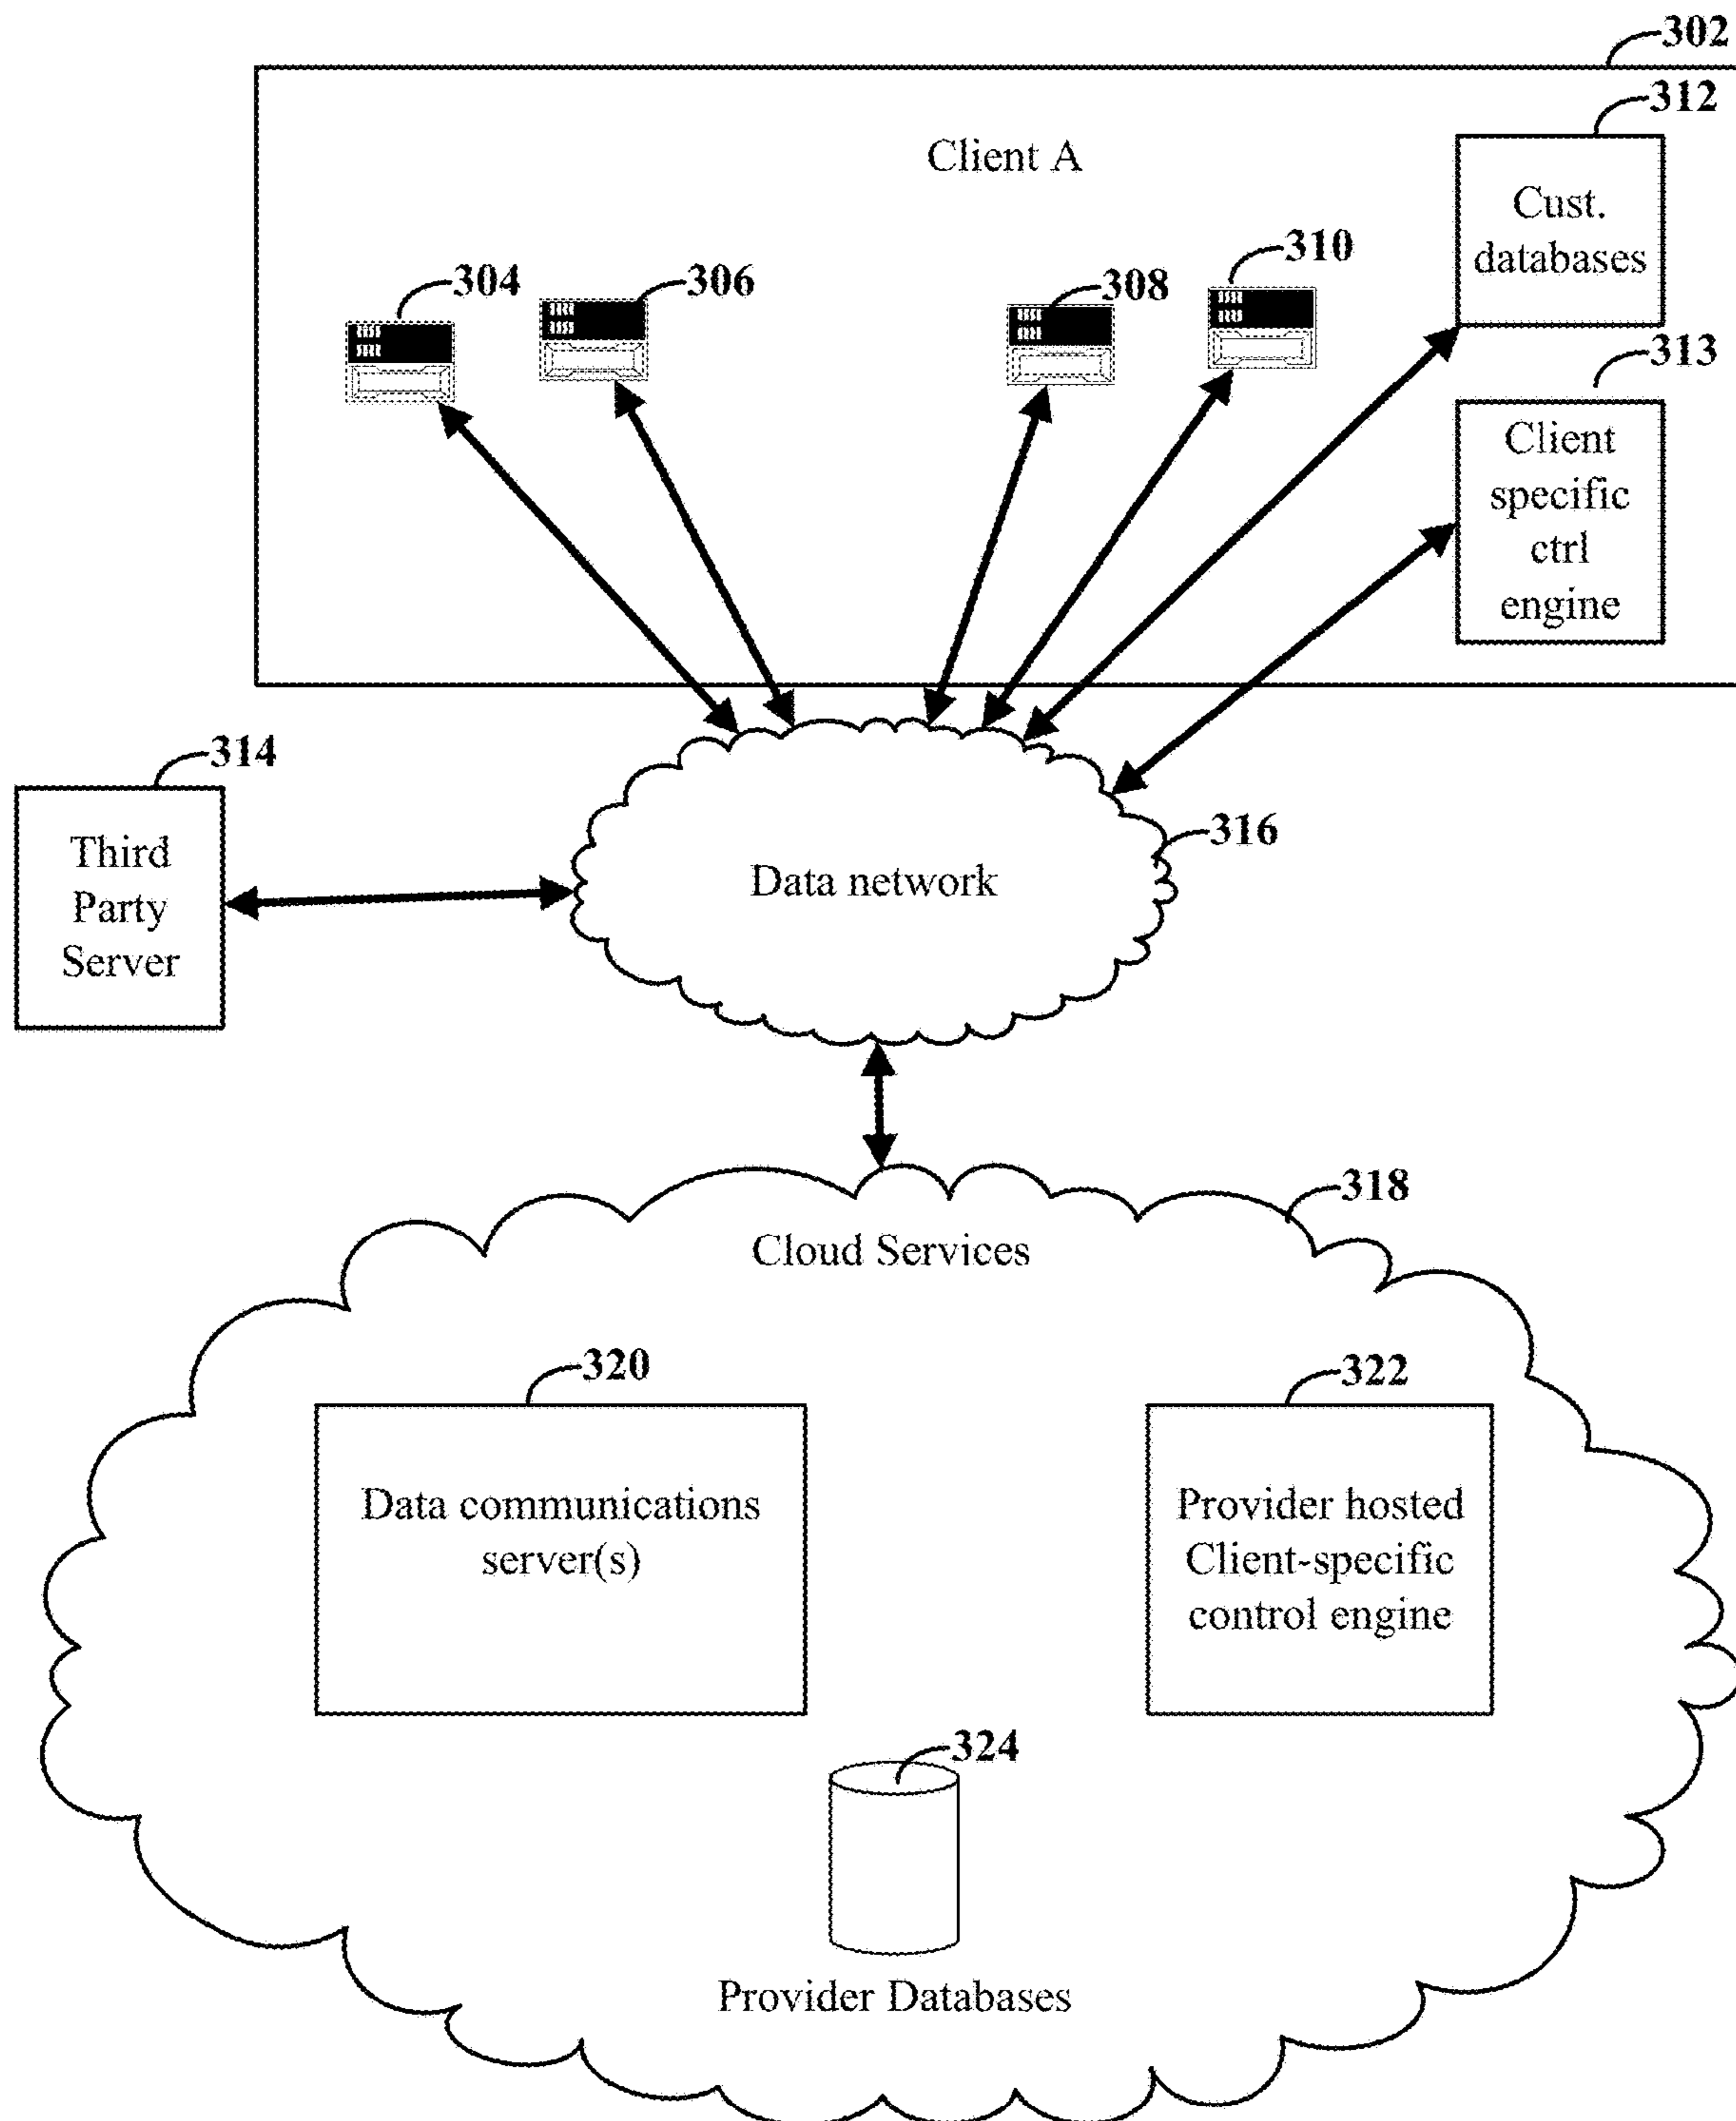 302
312
Client A
Cust.
databases
304
306
308
310
313
Client
specific
ctrl
engine
314
Third
Party
Server
316
Data network
318
Cloud Services
320
322
Data communications
server(s)
Provider hosted
Client-specific
control engine
324
Provider Databases